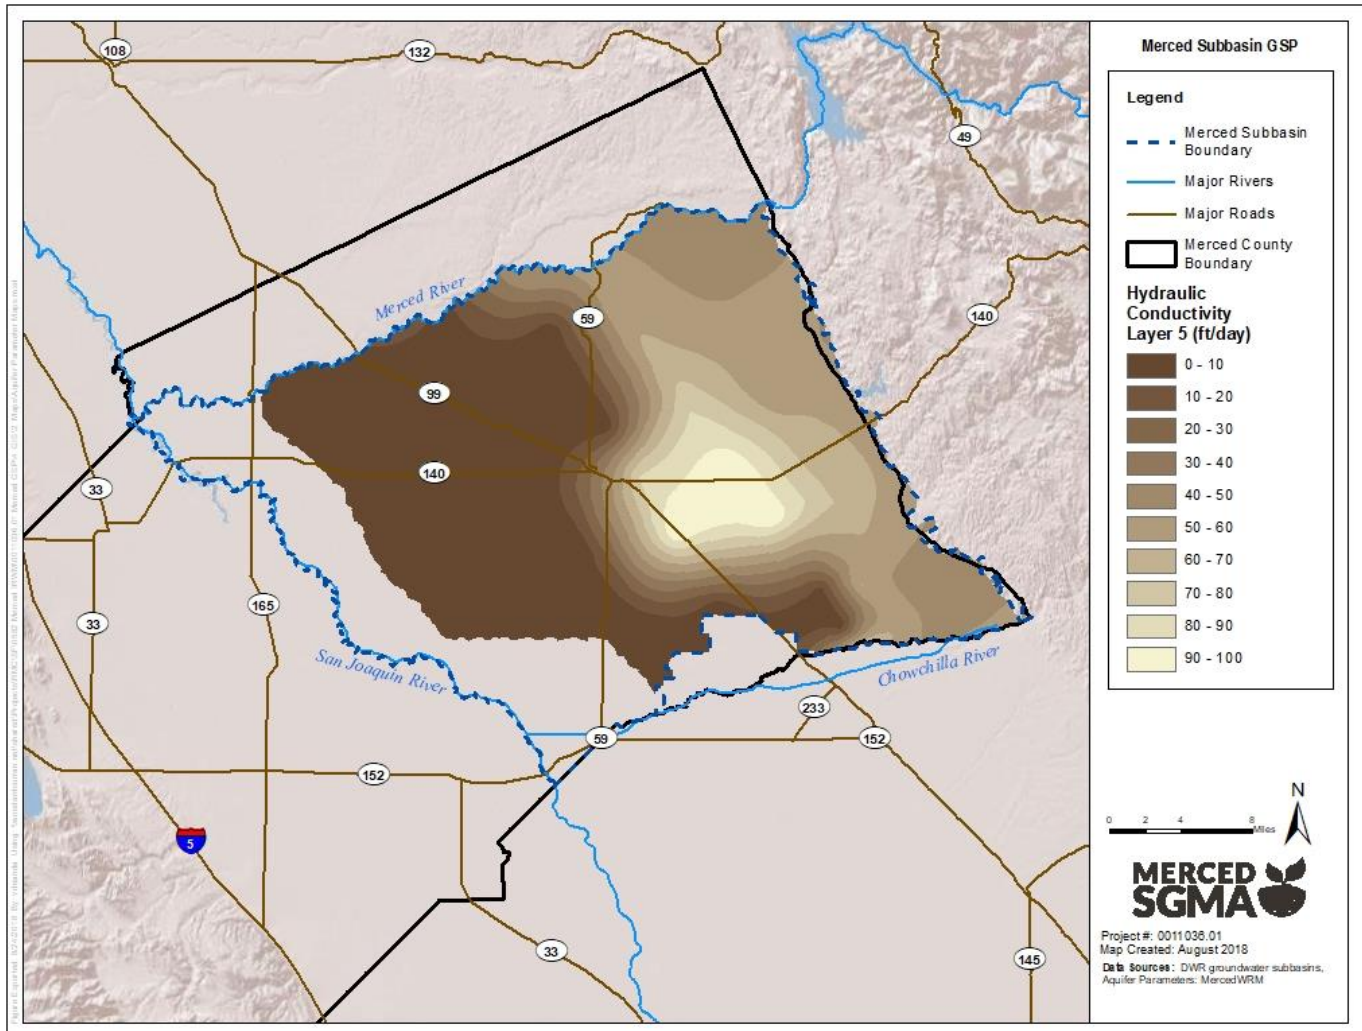 108
132
49
Merced River
59
140
99
140
33
33
165
San Joaquin River
Chowchilla River
233
59
152
152
5
33
145
Merced Subbasin GSP
Legend
Merced Subbasin
Boundary
Major Rivers
Major Roads
Merced County
Boundary
Hydraulic
Conductivity
Layer 5 (ft/day)
0 - 10
10 - 20
20 - 30
30 - 40
40 - 50
50 - 60
60 - 70
70 - 80
80 - 90
90 - 100
N
0 2 4 8
Miles
MERCED
SGMA
Project #: 0011036.01
Map Created: August 2018
Data Sources: DWR groundwater subbasins,
Aquifer Parameters: MercedWRM